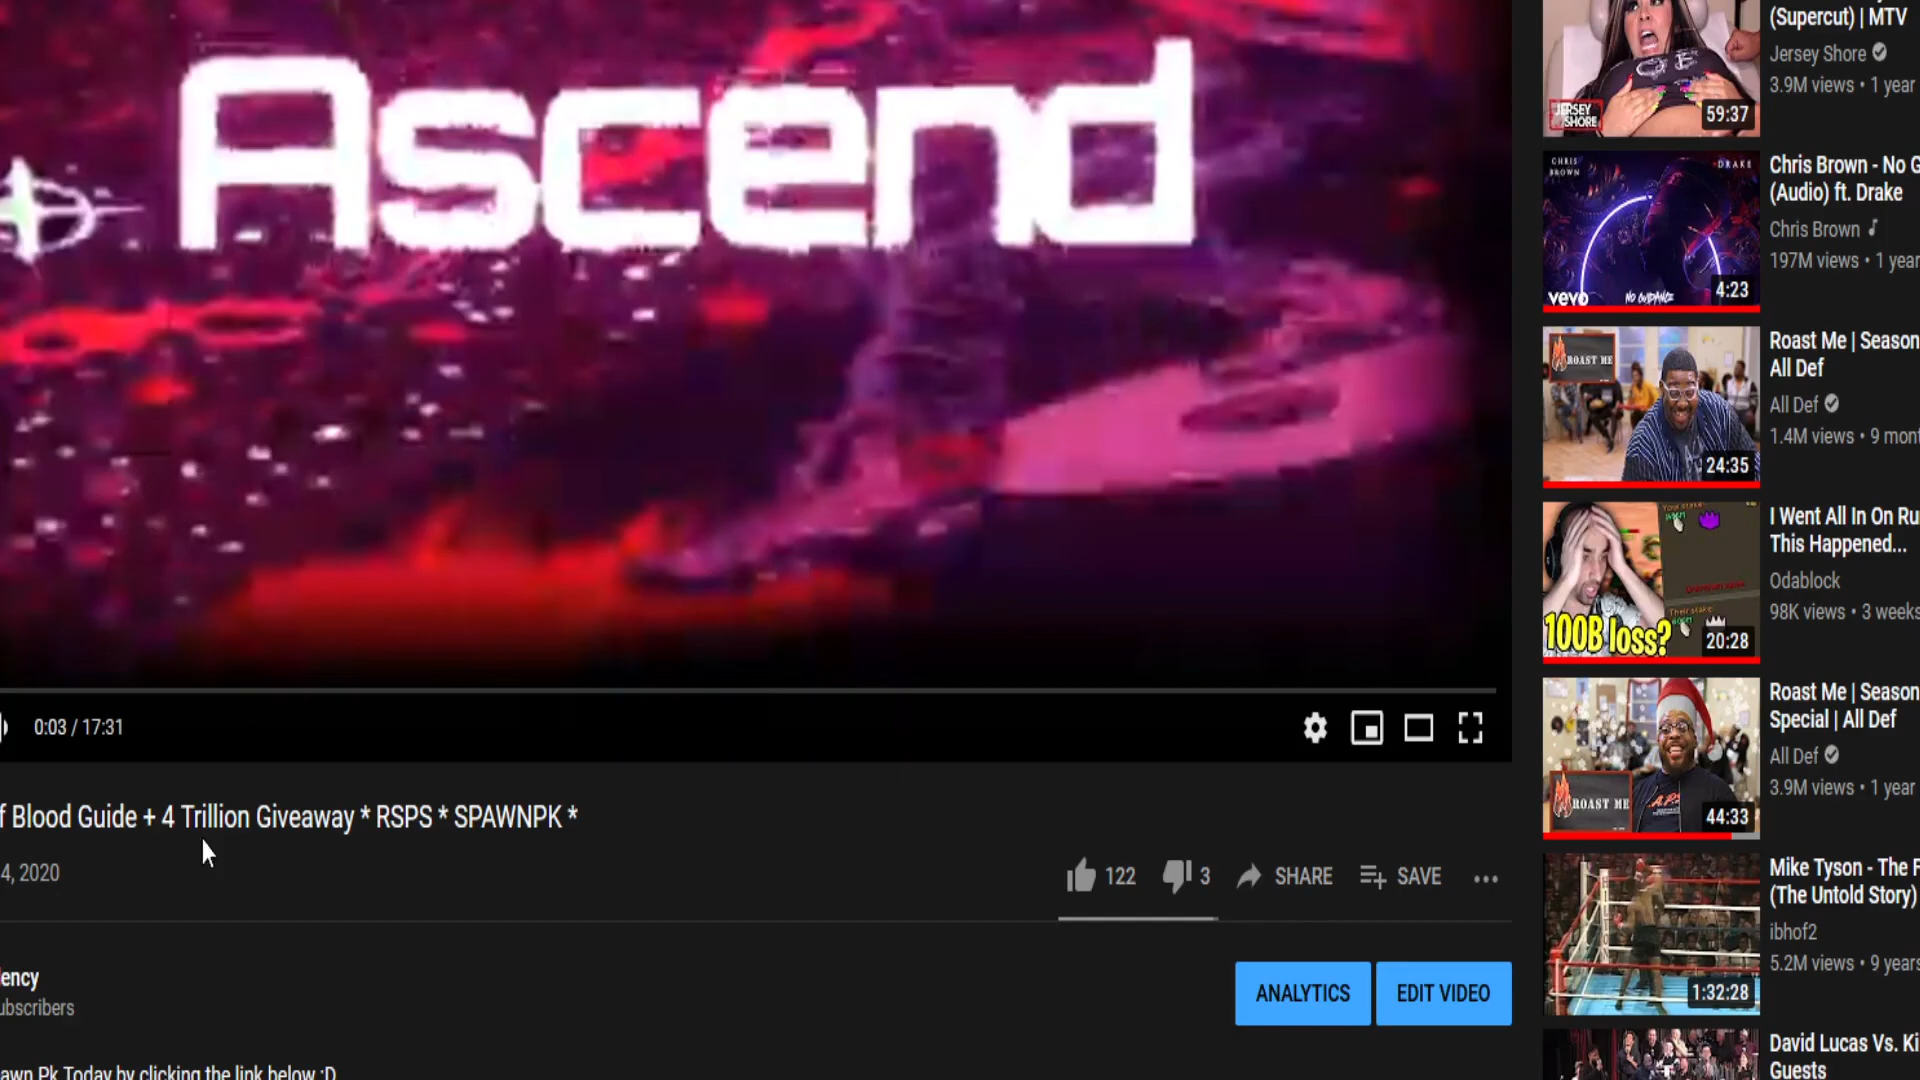 Ascend
0:03 / 17:31
f Blood Guide + 4 Trillion Giveaway * RSPS * SPAWNPK *
4, 2020
122
3
SHARE
SAVE
ency
ubscribers
ANALYTICS
EDIT VIDEO
awn Pk Today by clicking the link below :D
(Supercut) | MTV
Jersey Shore
3.9M views • 1 year
JERSEY
SHORE
59:37
CHRIS
BROWN
DRAKE
vevo
NO GUIDANCE
4:23
Chris Brown - No G
(Audio) ft. Drake
Chris Brown
197M views • 1 year
ROAST ME
24:35
Roast Me | Season
All Def
All Def
1.4M views • 9 mont
100B loss?
20:28
I Went All In On Ru
This Happened...
Odablock
98K views • 3 weeks
ROAST ME
44:33
Roast Me | Season
Special | All Def
All Def
3.9M views • 1 year
1:32:28
Mike Tyson - The F
(The Untold Story)
ibhof2
5.2M views • 9 years
David Lucas Vs. Ki
Guests